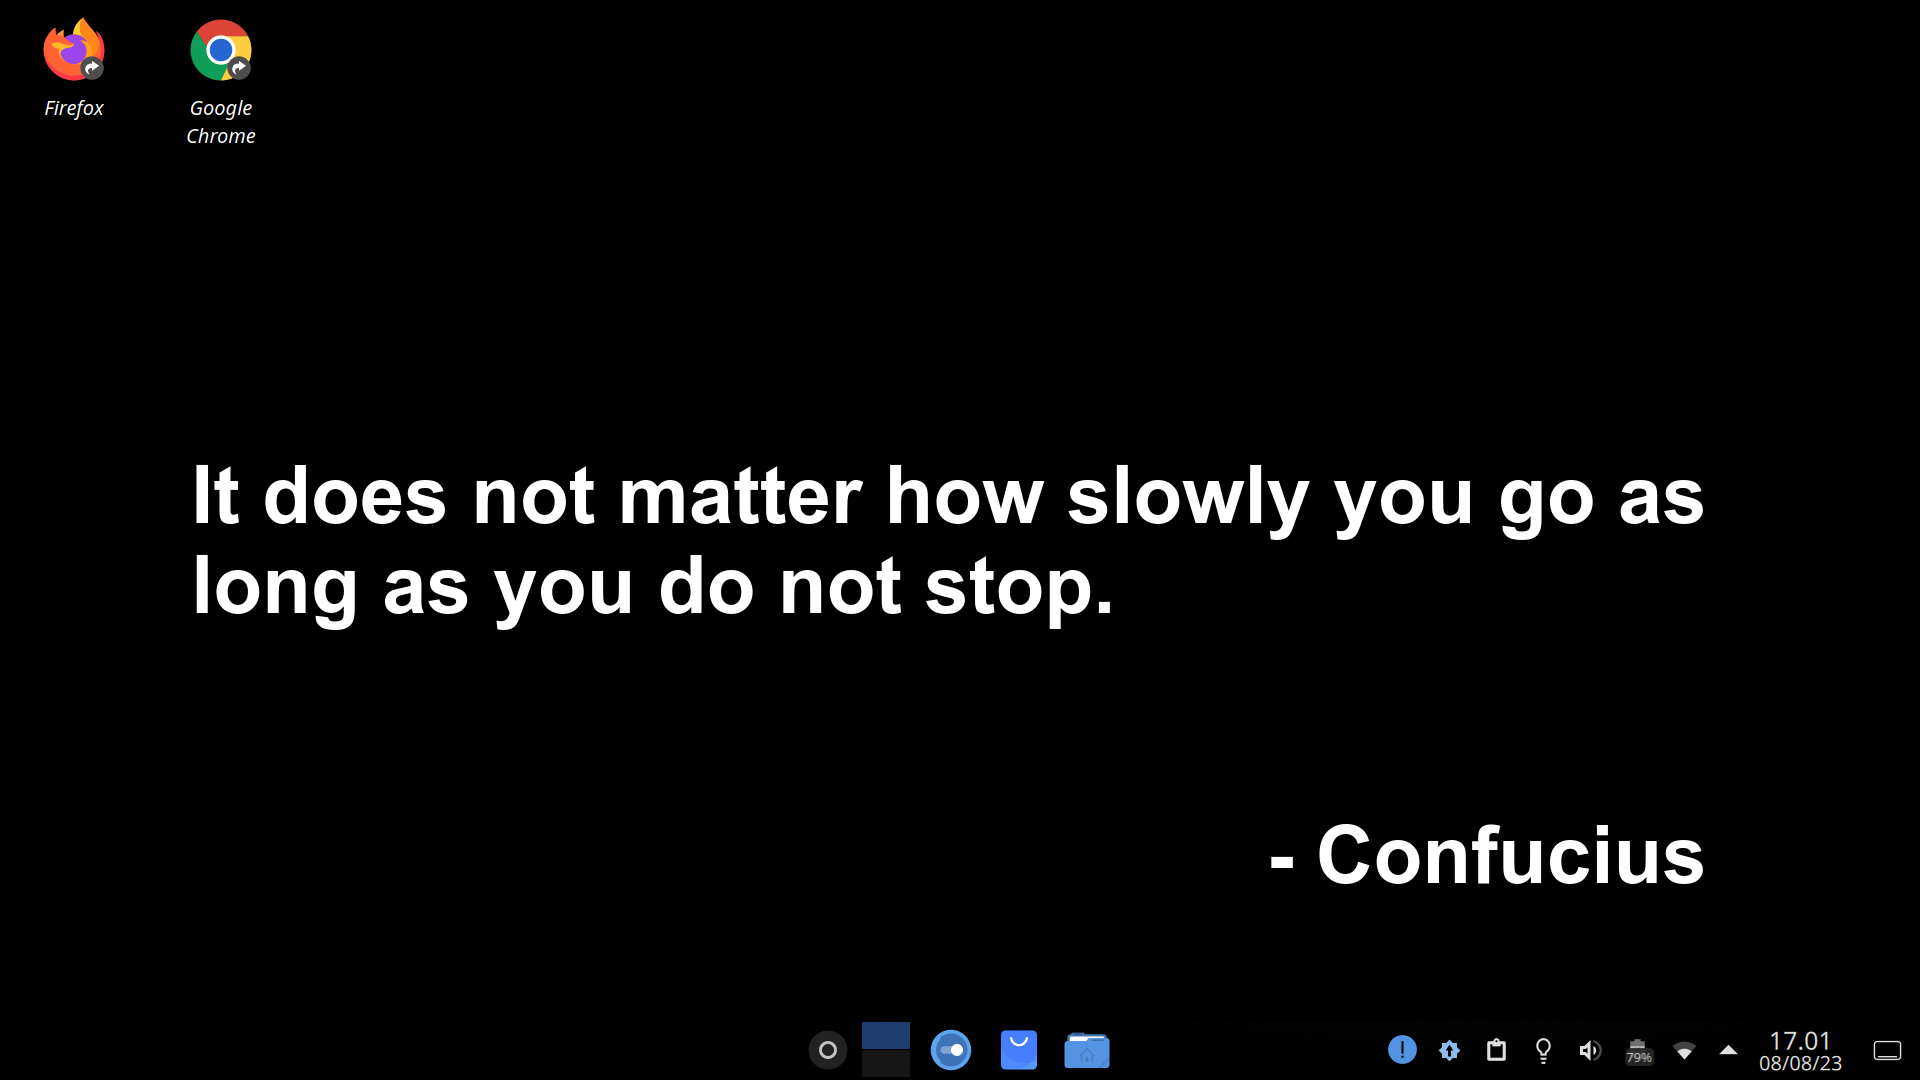 Firefox
Google
Chrome
It does not matter how slowly you go as
long as you do not stop.
- Confucius
79%
17.01
08/08/23